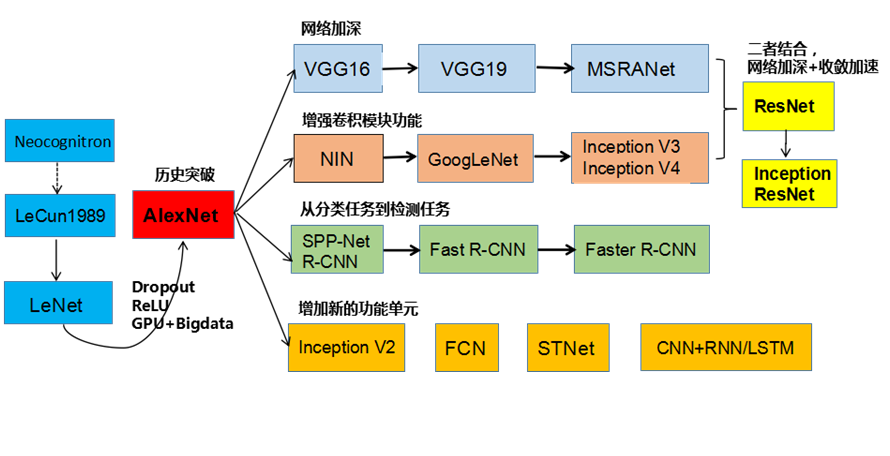 网络加深
VGG16
VGG19
MSRANet
二者结合，
网络加深+收敛加速
ResNet
Inception
ResNet
增强卷积模块功能
NIN
GoogLeNet
Inception V3
Inception V4
Neocognitron
LeCun1989
LeNet
历史突破
AlexNet
Dropout
ReLU
GPU+Bigdata
从分类任务到检测任务
SPP-Net
R-CNN
Fast R-CNN
Faster R-CNN
增加新的功能单元
Inception V2
FCN
STNet
CNN+RNN/LSTM